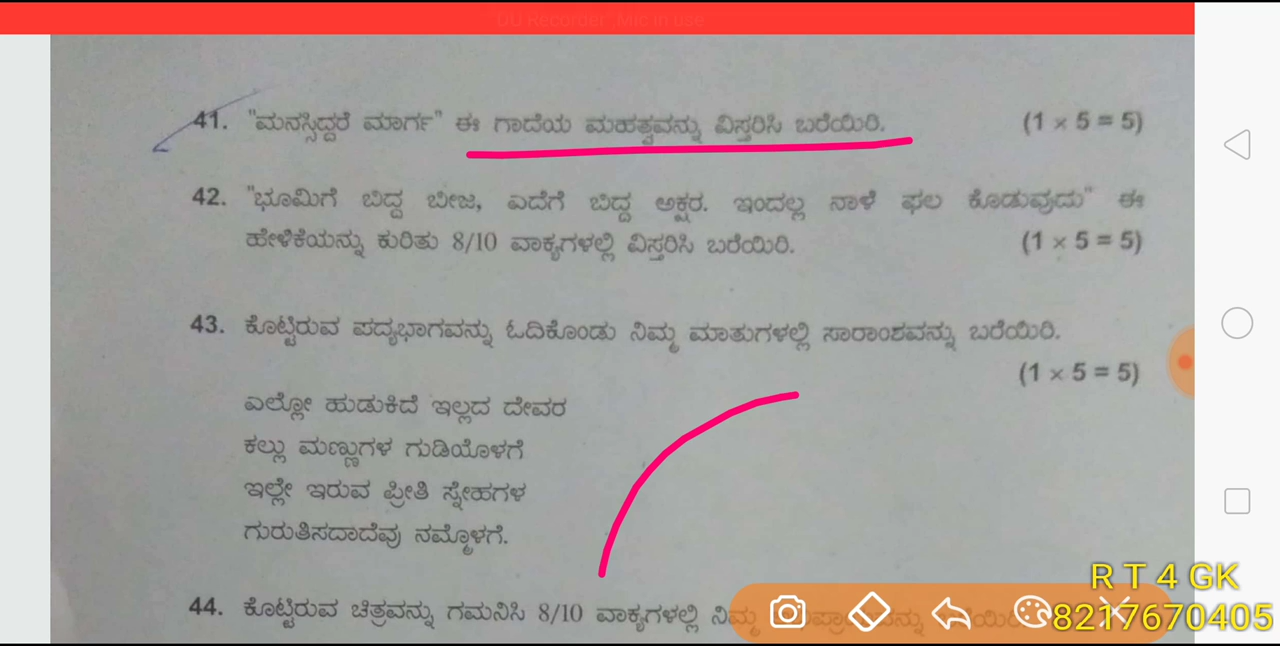 DU Recorder "Mic in use
41. "ಮನಸ್ಸಿದ್ದರೆ ಮಾರ್ಗ" ಈ ಗಾದೆಯ ಮಹತ್ವವನ್ನು ವಿಸ್ತರಿಸಿ ಬರೆಯಿರಿ. (1 × 5 = 5)
42. "ಭೂಮಿಗೆ ಬಿದ್ದ ಬೀಜ, ಎದೆಗೆ ಬಿದ್ದ ಅಕ್ಷರ. ಇಂದಲ್ಲ ನಾಳೆ ಫಲ ಕೊಡುವುದು" ಈ
ಹೇಳಿಕೆಯನ್ನು ಕುರಿತು 8/10 ವಾಕ್ಯಗಳಲ್ಲಿ ವಿಸ್ತರಿಸಿ ಬರೆಯಿರಿ. (1 × 5 = 5)
43. ಕೊಟ್ಟಿರುವ ಪದ್ಯಭಾಗವನ್ನು ಓದಿಕೊಂಡು ನಿಮ್ಮ ಮಾತುಗಳಲ್ಲಿ ಸಾರಾಂಶವನ್ನು ಬರೆಯಿರಿ.
(1 × 5 = 5)
ಎಲ್ಲೋ ಹುಡುಕಿದೆ ಇಲ್ಲದ ದೇವರ
ಕಲ್ಲು ಮಣ್ಣುಗಳ ಗುಡಿಯೊಳಗೆ
ಇಲ್ಲೇ ಇರುವ ಪ್ರೀತಿ ಸ್ನೇಹಗಳ
ಗುರುತಿಸದಾದೆವು ನಮ್ಮೊಳಗೆ.
R T 4 GK
44. ಕೊಟ್ಟಿರುವ ಚಿತ್ರವನ್ನು ಗಮನಿಸಿ 8/10 ವಾಕ್ಯಗಳಲ್ಲಿ ನಿಮ್ಮ
8217670405